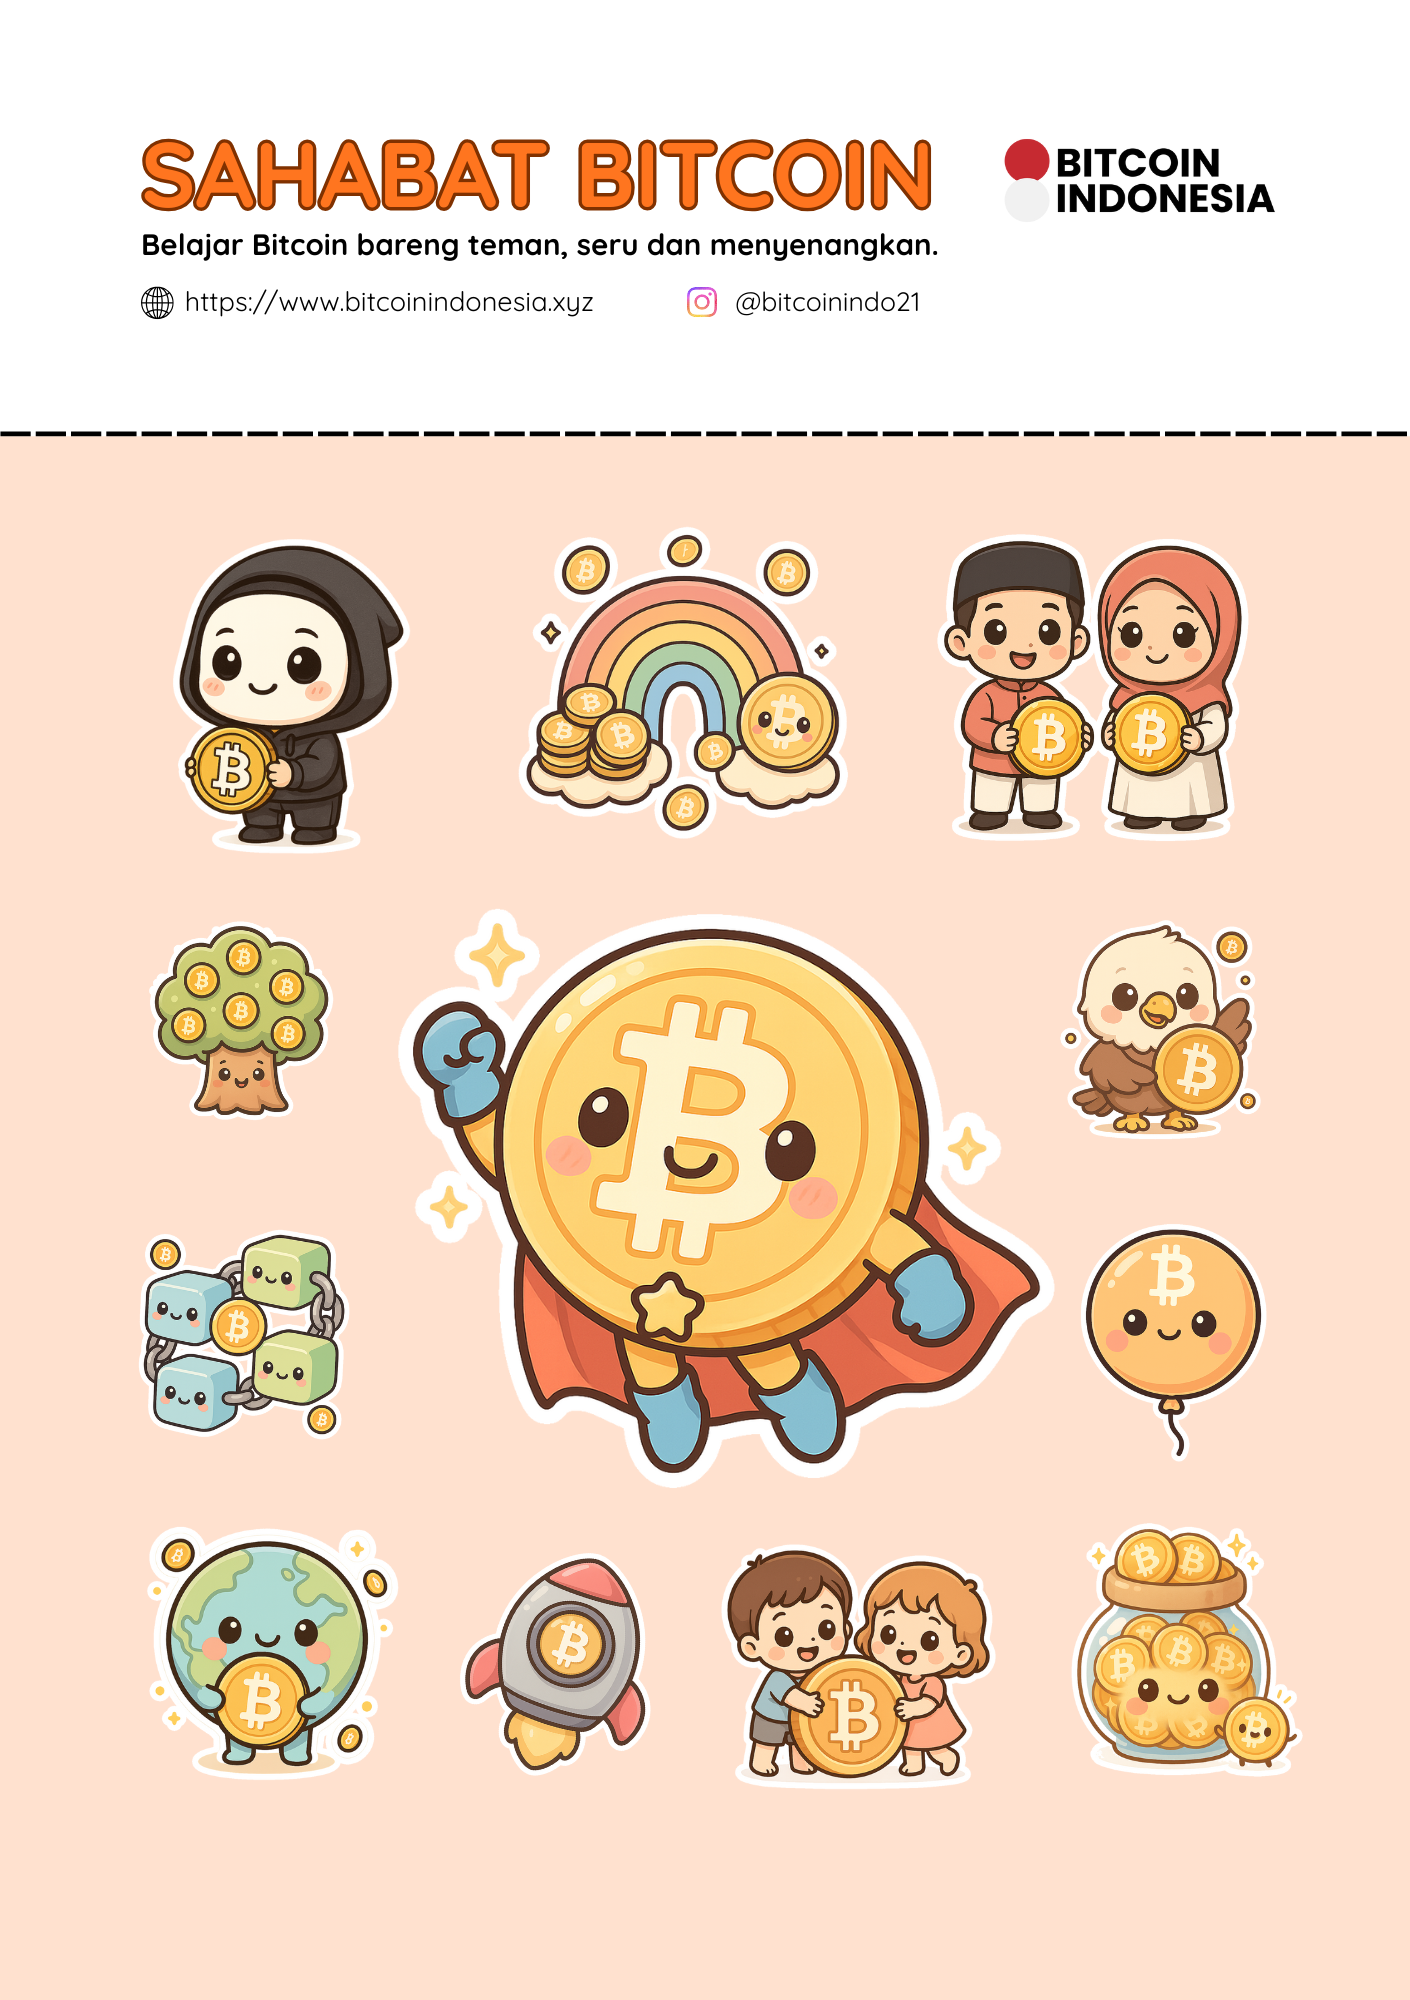 SAHABAT BITCOIN
BITCOIN
INDONESIA
Belajar Bitcoin bareng teman, seru dan menyenangkan.
https://www.bitcoinindonesia.xyz
@bitcoinindo21